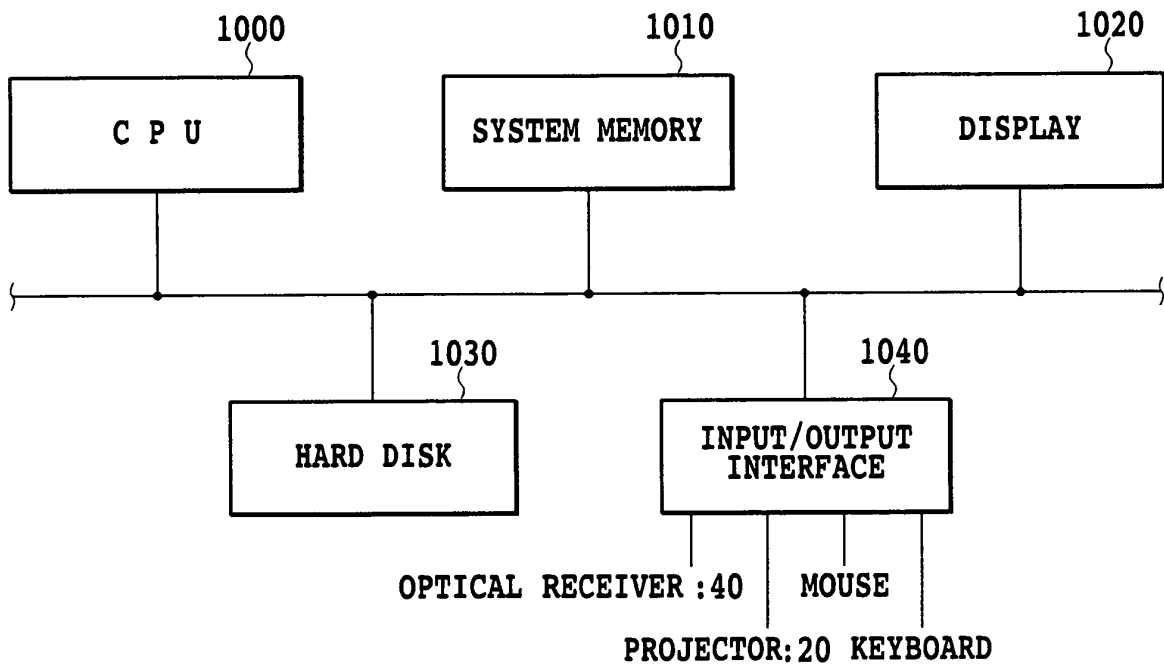 1000
1010
1020
C P U
SYSTEM MEMORY
DISPLAY
1030
1040
HARD DISK
INPUT/OUTPUT
INTERFACE
OPTICAL RECEIVER :40
MOUSE
PROJECTOR:20
KEYBOARD